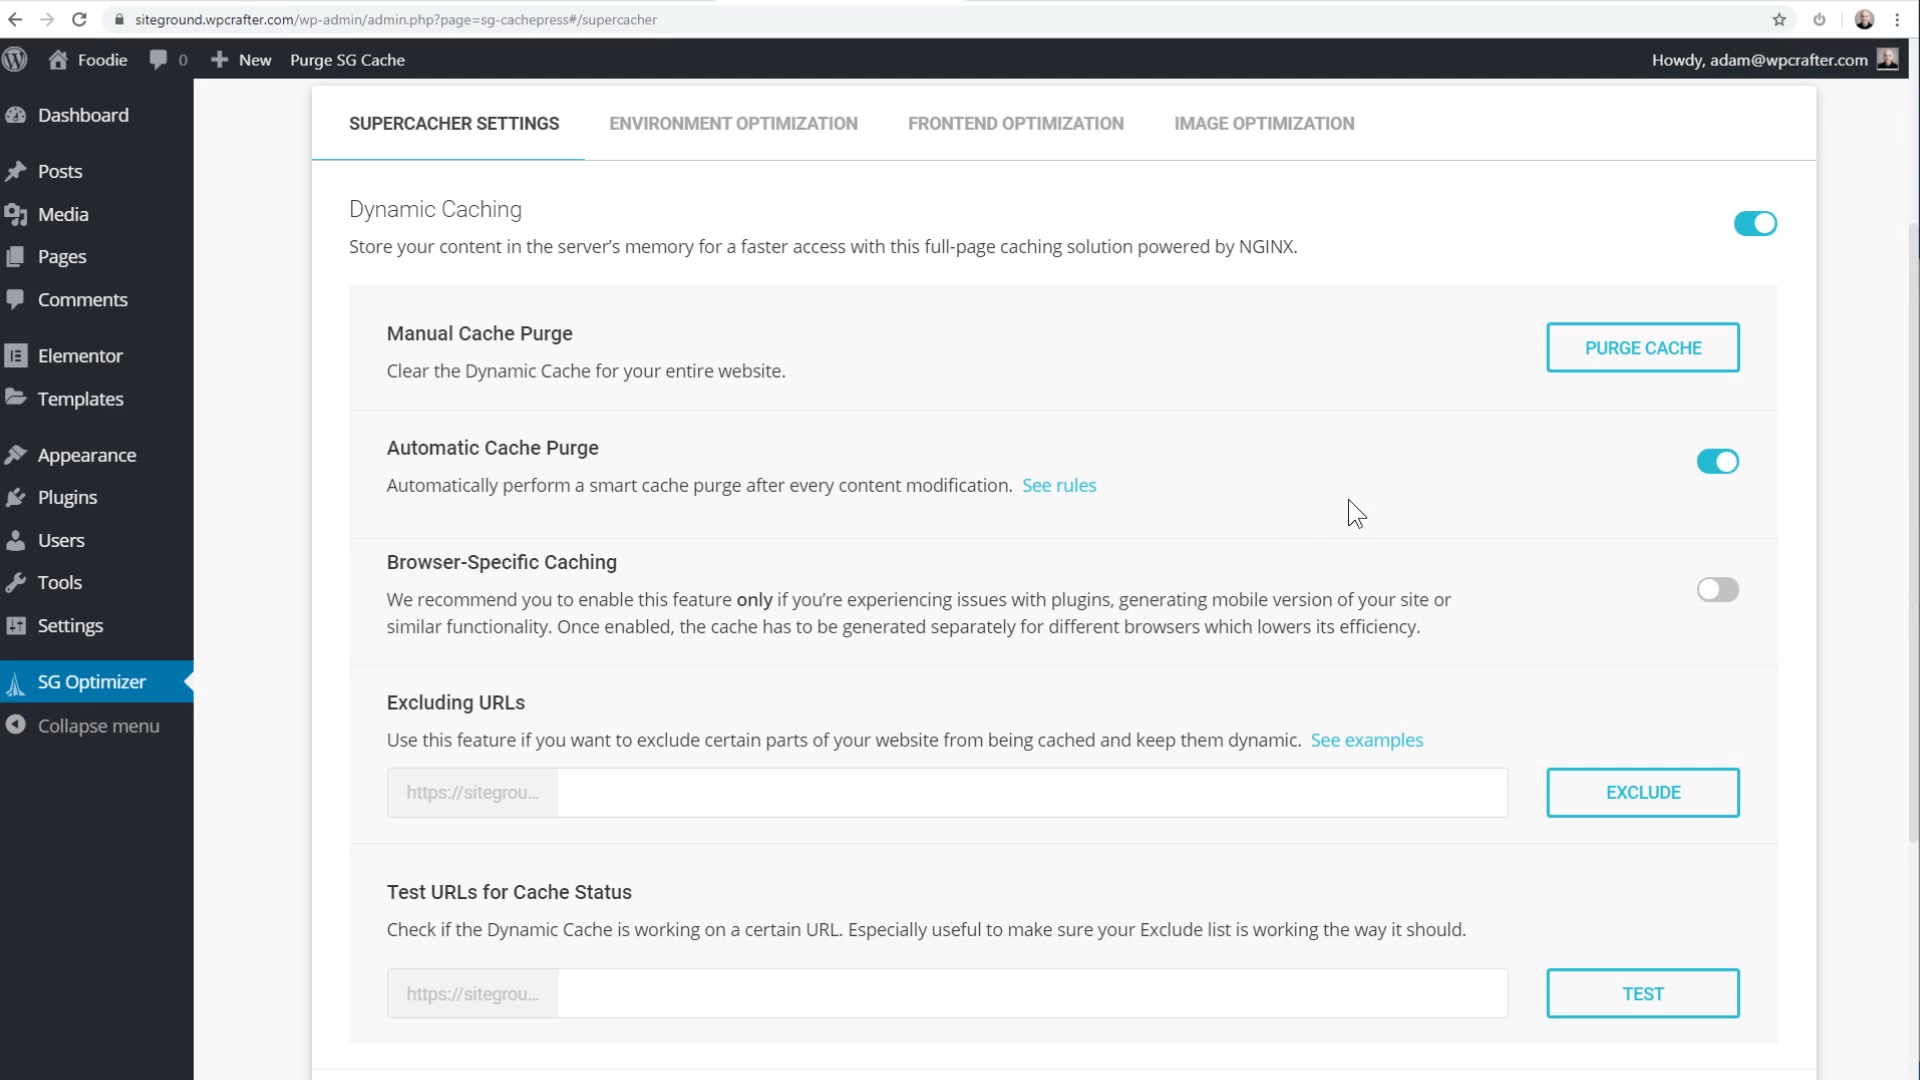 siteground.wpcrafter.com/wp-admin/admin.php?page=sg-cachepress#/supercacher
Foodie
0
New
Purge SG Cache
Howdy, adam@wpcrafter.com
Dashboard
Posts
Media
Pages
Comments
Elementor
Templates
Appearance
Plugins
Users
Tools
Settings
SG Optimizer
Collapse menu
SUPERCACHER SETTINGS
ENVIRONMENT OPTIMIZATION
FRONTEND OPTIMIZATION
IMAGE OPTIMIZATION
Dynamic Caching
Store your content in the server's memory for a faster access with this full-page caching solution powered by NGINX.
Manual Cache Purge
Clear the Dynamic Cache for your entire website.
PURGE CACHE
Automatic Cache Purge
Automatically perform a smart cache purge after every content modification. See rules
Browser-Specific Caching
We recommend you to enable this feature only if you're experiencing issues with plugins, generating mobile version of your site or
similar functionality. Once enabled, the cache has to be generated separately for different browsers which lowers its efficiency.
Excluding URLs
Use this feature if you want to exclude certain parts of your website from being cached and keep them dynamic. See examples
https://sitegrou...
EXCLUDE
Test URLs for Cache Status
Check if the Dynamic Cache is working on a certain URL. Especially useful to make sure your Exclude list is working the way it should.
https://sitegrou...
TEST